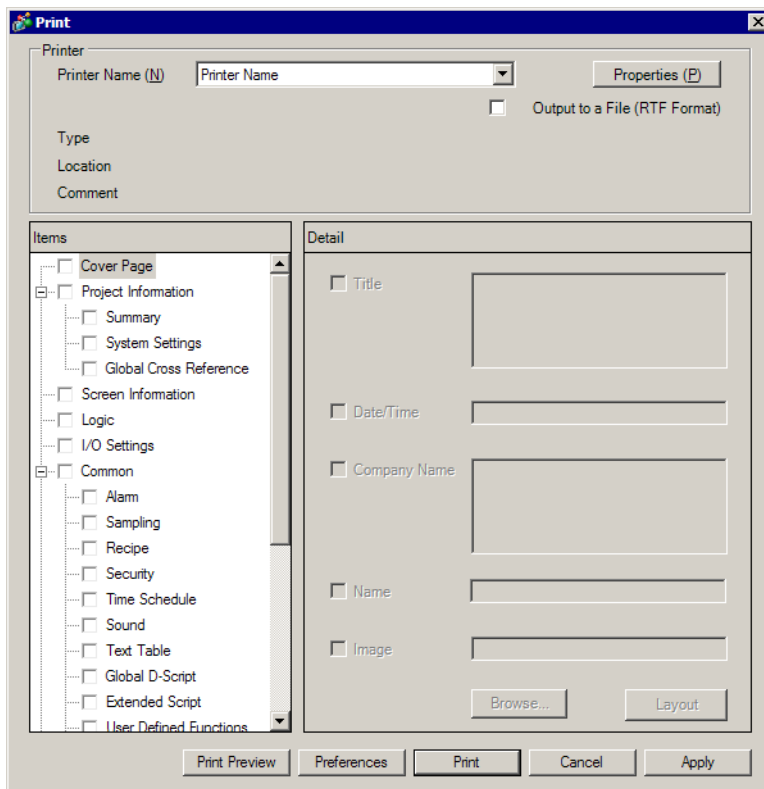 Print
Printer
Printer Name (N) Printer Name Properties (P)
Output to a File (RTF Format)
Type
Location
Comment
Items
Cover Page
Project Information
Summary
System Settings
Global Cross Reference
Screen Information
Logic
I/O Settings
Common
Alarm
Sampling
Recipe
Security
Time Schedule
Sound
Text Table
Global D-Script
Extended Script
User Defined Functions
Detail
Title
Date/Time
Company Name
Name
Image
Browse... Layout
Print Preview Preferences Print Cancel Apply